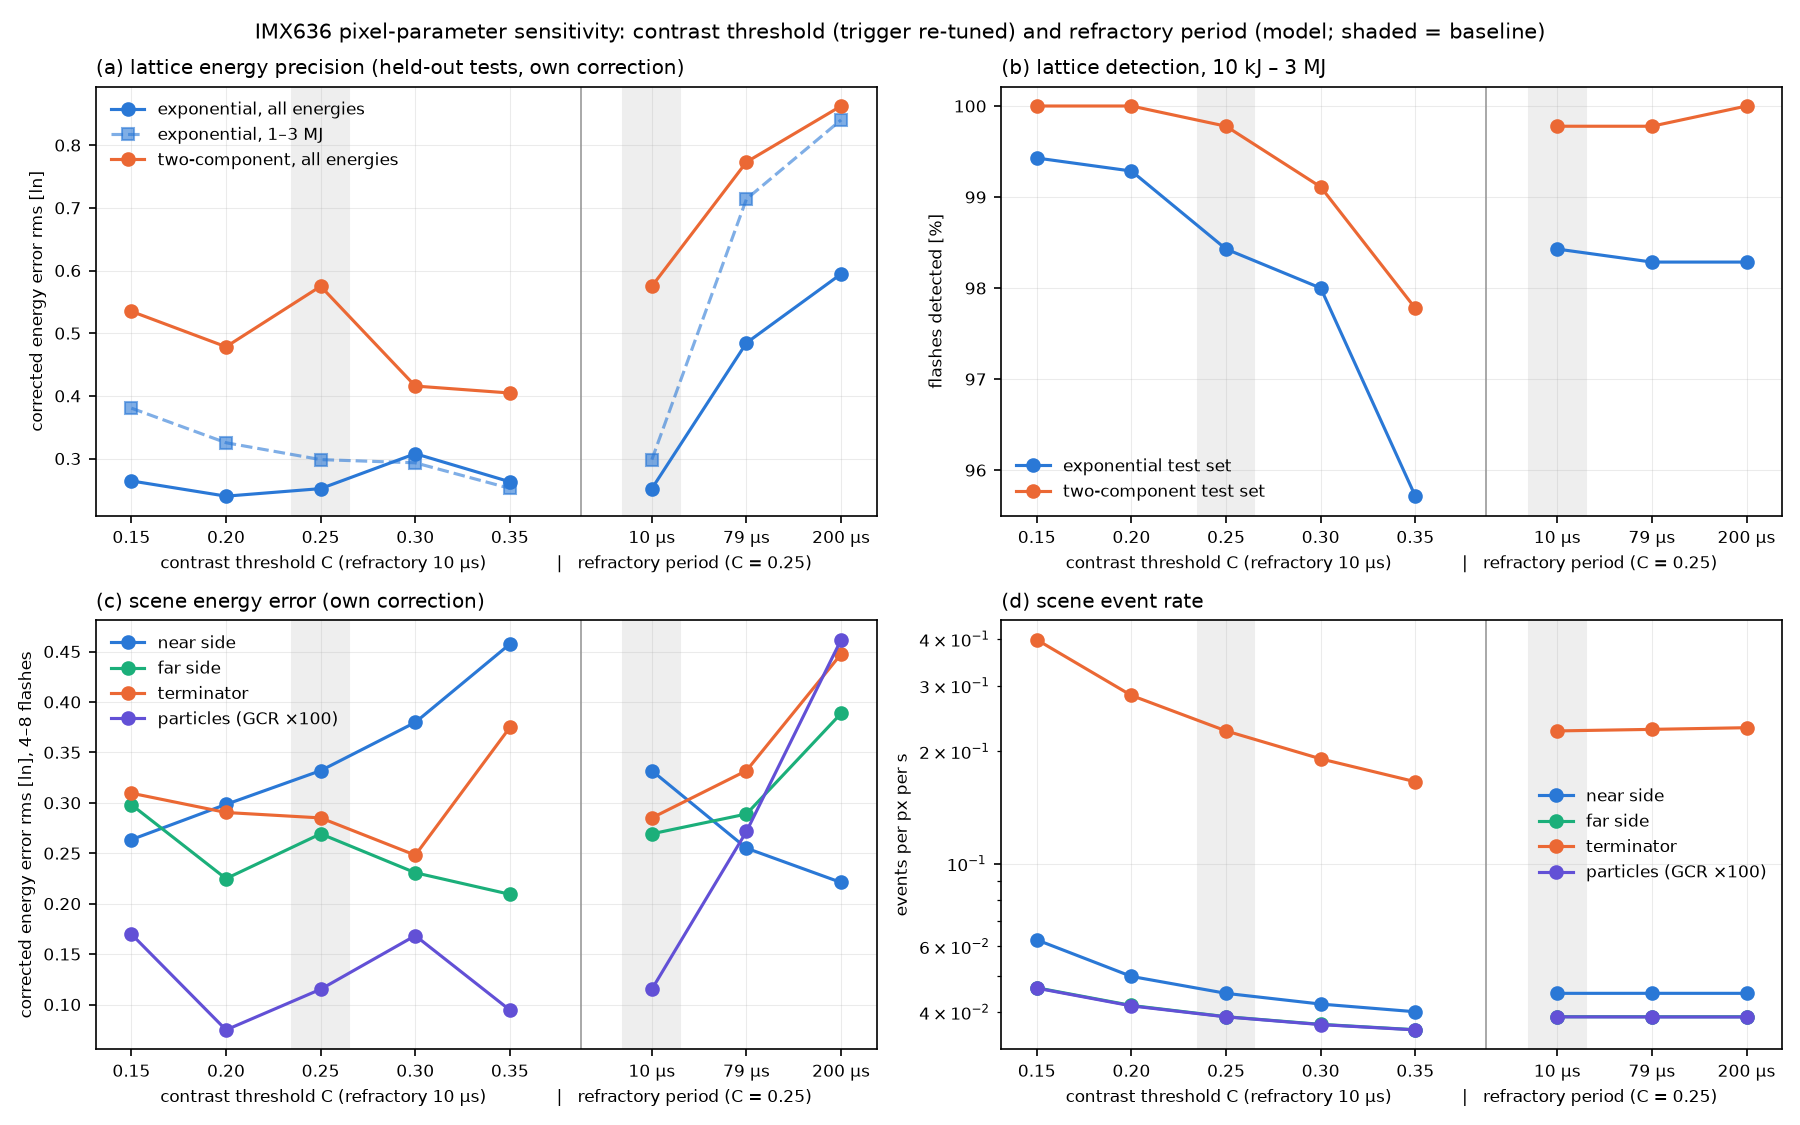 IMX636 pixel-parameter sensitivity: contrast threshold (trigger re-tuned) and refractory period (model; shaded = baseline)
(a) lattice energy precision (held-out tests, own correction)
corrected energy error rms [ln]
0.8
0.7
0.6
0.5
0.4
0.3
exponential, all energies
exponential, 1–3 MJ
two-component, all energies
0.15 0.20 0.25 0.30 0.35 10 µs 79 µs 200 µs
contrast threshold C (refractory 10 µs) | refractory period (C = 0.25)
(b) lattice detection, 10 kJ – 3 MJ
flashes detected [%]
100
99
98
97
96
exponential test set
two-component test set
0.15 0.20 0.25 0.30 0.35 10 µs 79 µs 200 µs
contrast threshold C (refractory 10 µs) | refractory period (C = 0.25)
(c) scene energy error (own correction)
corrected energy error rms [ln], 4–8 flashes
0.45
0.40
0.35
0.30
0.25
0.20
0.15
0.10
near side
far side
terminator
particles (GCR ×100)
0.15 0.20 0.25 0.30 0.35 10 µs 79 µs 200 µs
contrast threshold C (refractory 10 µs) | refractory period (C = 0.25)
(d) scene event rate
events per px per s
4 × 10⁻¹
3 × 10⁻¹
2 × 10⁻¹
10⁻¹
6 × 10⁻²
4 × 10⁻²
near side
far side
terminator
particles (GCR ×100)
0.15 0.20 0.25 0.30 0.35 10 µs 79 µs 200 µs
contrast threshold C (refractory 10 µs) | refractory period (C = 0.25)